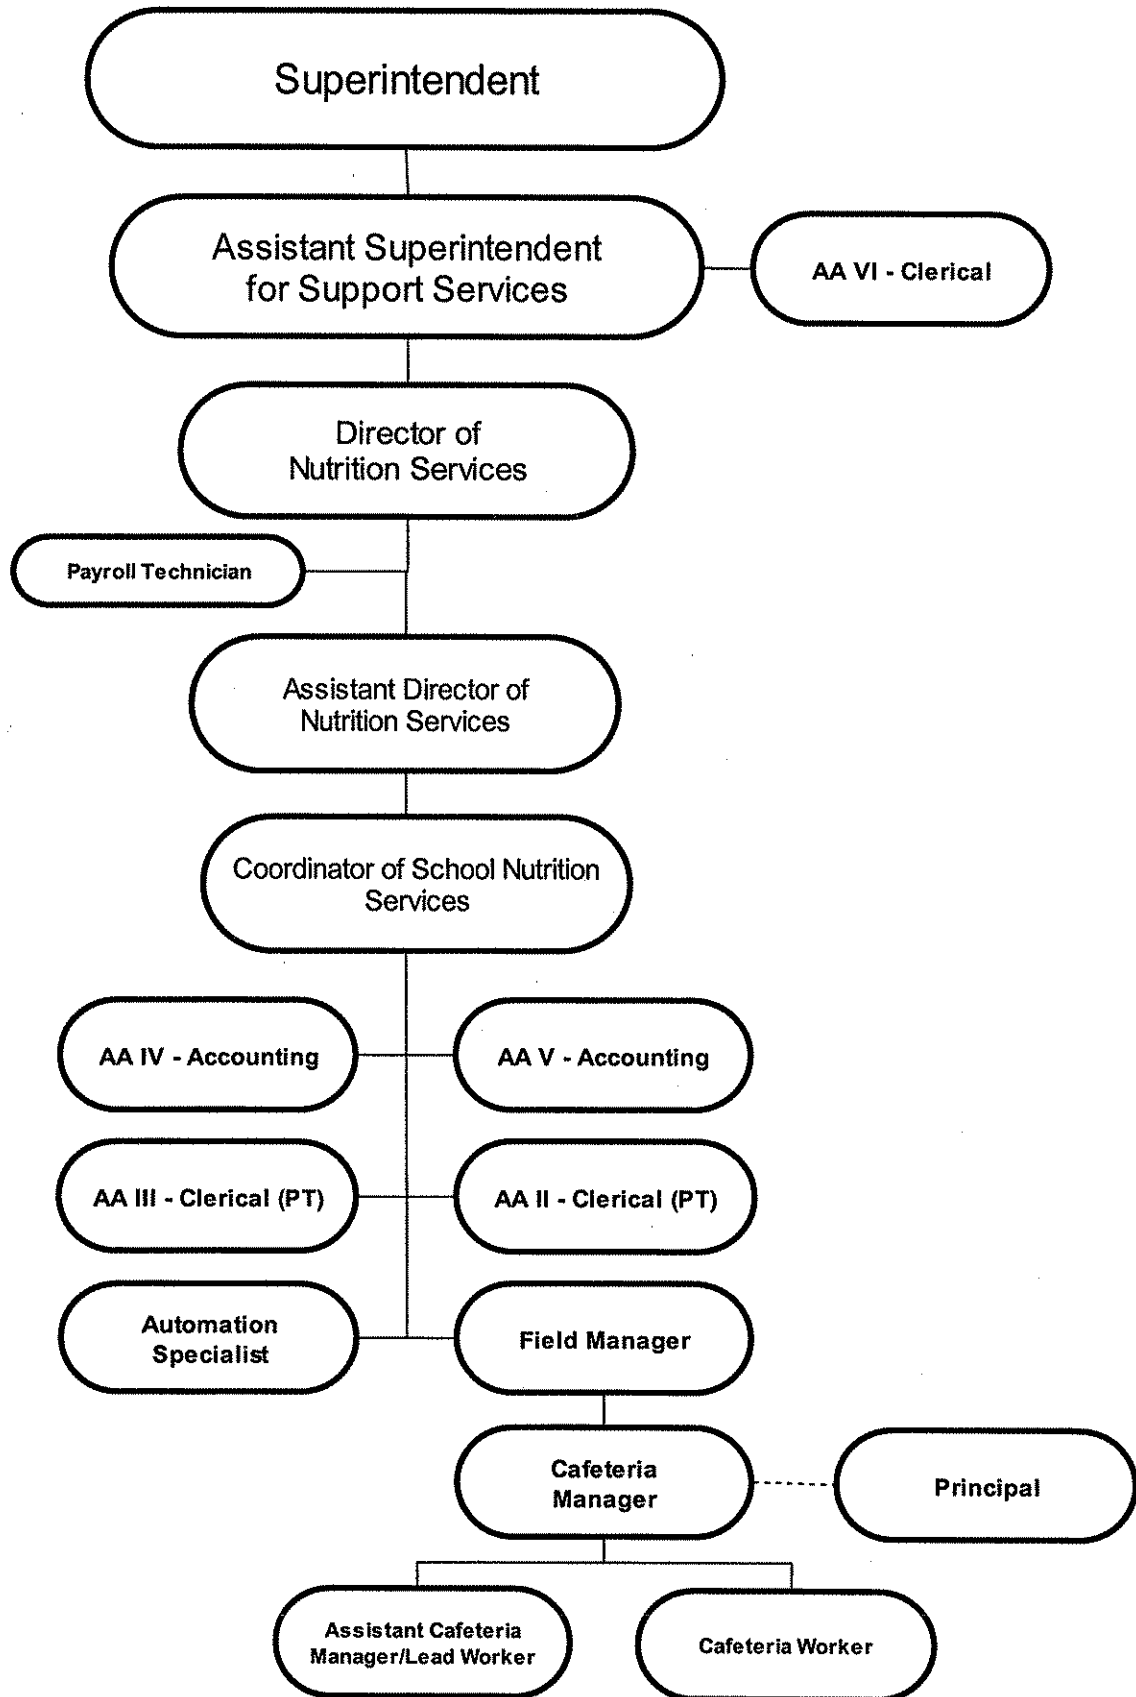 Superintendent
Assistant Superintendent
for Support Services
AA VI - Clerical
Director of
Nutrition Services
Payroll Technician
Assistant Director of
Nutrition Services
Coordinator of School Nutrition
Services
AA IV - Accounting
AA V - Accounting
AA III - Clerical (PT)
AA II - Clerical (PT)
Automation
Specialist
Field Manager
Cafeteria
Manager
Principal
Assistant Cafeteria
Manager/Lead Worker
Cafeteria Worker